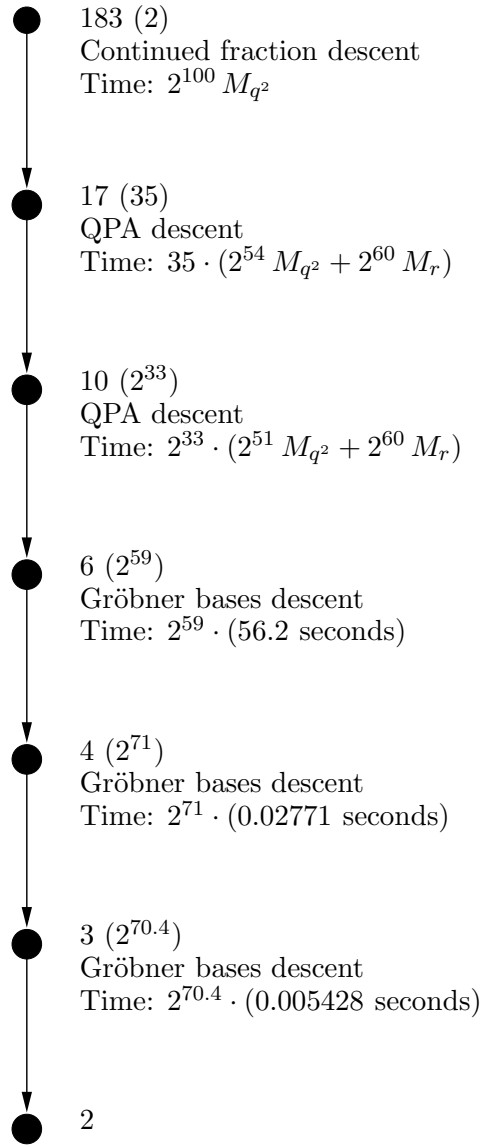 183 (2)
Continued fraction descent
Time: 2^{100} M_{q^2}
17 (35)
QPA descent
Time: 35 · (2^{54} M_{q^2} + 2^{60} M_r)
10 (2^{33})
QPA descent
Time: 2^{33} · (2^{51} M_{q^2} + 2^{60} M_r)
6 (2^{59})
Gröbner bases descent
Time: 2^{59} · (56.2 seconds)
4 (2^{71})
Gröbner bases descent
Time: 2^{71} · (0.02771 seconds)
3 (2^{70.4})
Gröbner bases descent
Time: 2^{70.4} · (0.005428 seconds)
2